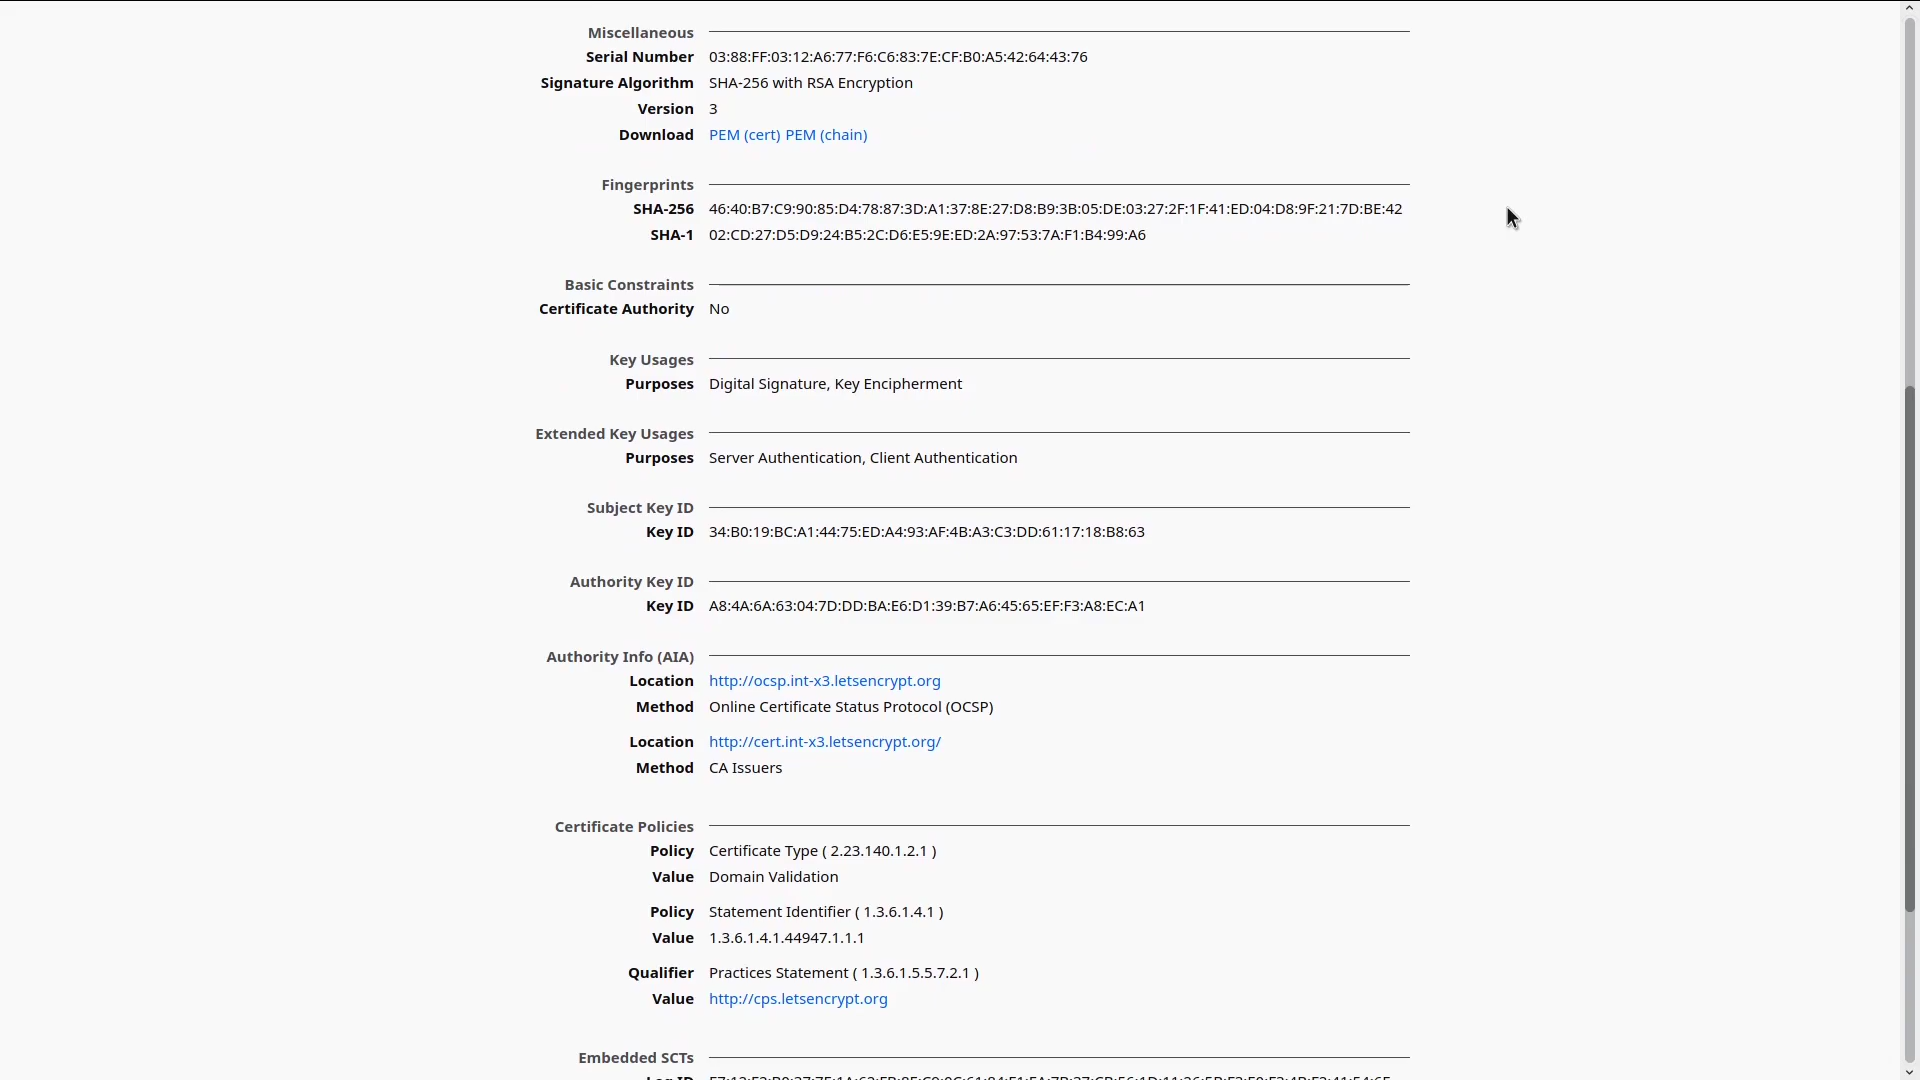 Miscellaneous
Serial Number 03:88:FF:03:12:A6:77:F6:C6:83:7E:CF:B0:A5:42:64:43:76
Signature Algorithm SHA-256 with RSA Encryption
Version 3
Download PEM (cert) PEM (chain)
Fingerprints
SHA-256 46:40:B7:C9:90:85:D4:78:87:3D:A1:37:8E:27:D8:B9:3B:05:DE:03:27:2F:1F:41:ED:04:D8:9F:21:7D:BE:42
SHA-1 02:CD:27:D5:D9:24:B5:2C:D6:E5:9E:ED:2A:97:53:7A:F1:B4:99:A6
Basic Constraints
Certificate Authority No
Key Usages
Purposes Digital Signature, Key Encipherment
Extended Key Usages
Purposes Server Authentication, Client Authentication
Subject Key ID
Key ID 34:B0:19:BC:A1:44:75:ED:A4:93:AF:4B:A3:C3:DD:61:17:18:B8:63
Authority Key ID
Key ID A8:4A:6A:63:04:7D:DD:BA:E6:D1:39:B7:A6:45:65:EF:F3:A8:EC:A1
Authority Info (AIA)
Location http://ocsp.int-x3.letsencrypt.org
Method Online Certificate Status Protocol (OCSP)
Location http://cert.int-x3.letsencrypt.org/
Method CA Issuers
Certificate Policies
Policy Certificate Type ( 2.23.140.1.2.1 )
Value Domain Validation
Policy Statement Identifier ( 1.3.6.1.4.1 )
Value 1.3.6.1.4.1.44947.1.1.1
Qualifier Practices Statement ( 1.3.6.1.5.5.7.2.1 )
Value http://cps.letsencrypt.org
Embedded SCTs
Log ID